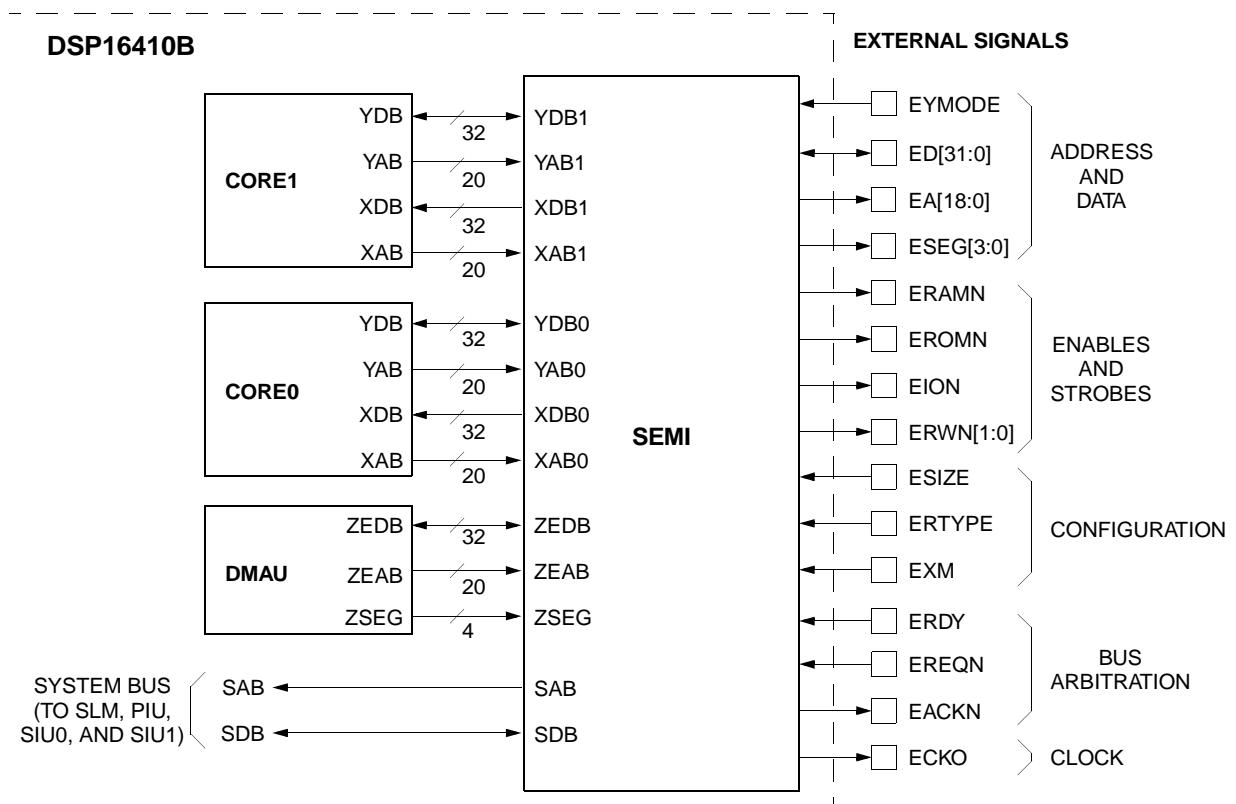 DSP16410B
EXTERNAL SIGNALS
CORE1
YDB
32
YDB1
YAB
20
YAB1
XDB
32
XDB1
XAB
20
XAB1
CORE0
YDB
32
YDB0
YAB
20
YAB0
XDB
32
XDB0
XAB
20
XAB0
DMAU
ZEDB
32
ZEDB
ZEAB
20
ZEAB
ZSEG
4
ZSEG
SYSTEM BUS
(TO SLM, PIU,
SIU0, AND SIU1)
SAB
SAB
SDB
SDB
SEMI
EYMODE
ED[31:0]
EA[18:0]
ESEG[3:0]
ADDRESS
AND
DATA
ERAMN
EROMN
EION
ERWN[1:0]
ENABLES
AND
STROBES
ESIZE
ERTYPE
EXM
CONFIGURATION
ERDY
EREQN
EACKN
BUS
ARBITRATION
ECKO
CLOCK